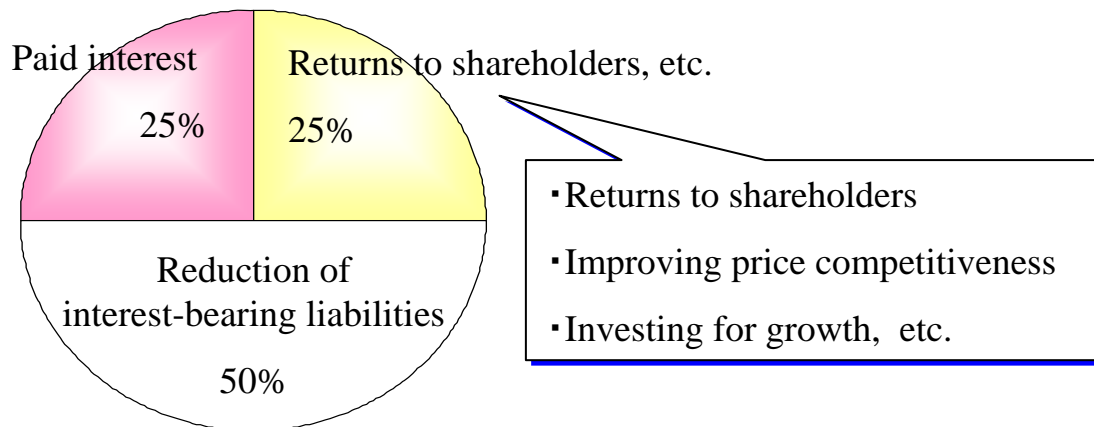 Paid interest
25%
Returns to shareholders, etc.
25%
Reduction of
interest-bearing liabilities
50%
・Returns to shareholders
・Improving price competitiveness
・Investing for growth, etc.